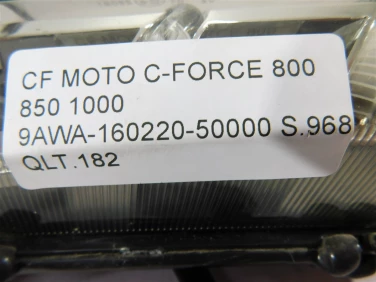 CF MOTO C-FORCE 800
850 1000
9AWA-160220-50000 S.968
QLT.182